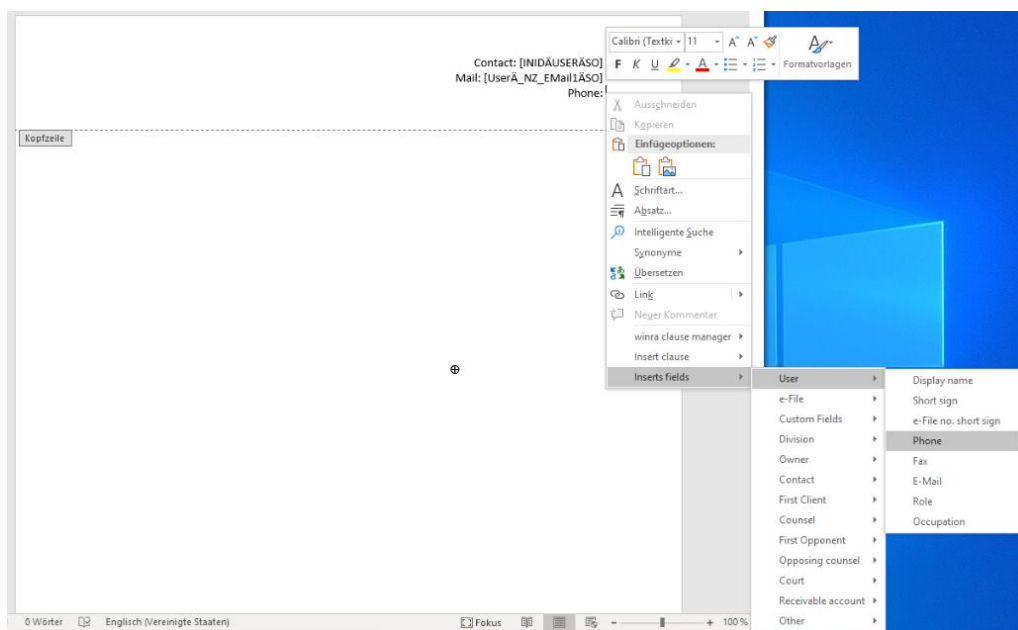 Calibri (Textkı 11 A^ A˅
Contact: [INIDÄUSERÄSO]
F K U A Formatvorlagen
Mail: [UserÄ_NZ_EMail1ÄSO]
Phone:
Kopfzeile
Ausschneiden
Kopieren
Einfügeoptionen:
Schriftart...
Absatz...
Intelligente Suche
Synonyme
Übersetzen
Link
Neuer Kommentar
winra clause manager
Insert clause
Inserts fields
User
e-File
Custom Fields
Division
Owner
Contact
First Client
Counsel
First Opponent
Opposing counsel
Court
Receivable account
Other
Display name
Short sign
e-File no. short sign
Phone
Fax
E-Mail
Role
Occupation
0 Wörter Englisch (Vereinigte Staaten) Fokus - + 100 %